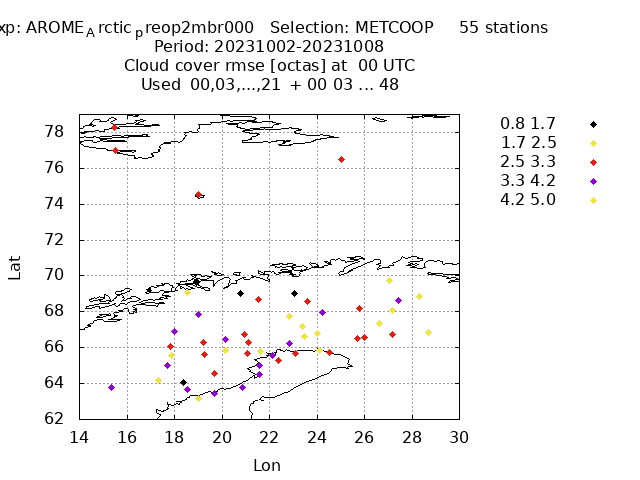 xp: AROME_Arctic_preop2mbr000 Selection: METCOOP 55 stations
Period: 20231002-20231008
Cloud cover rmse [octas] at 00 UTC
Used 00,03,...,21 + 00 03 ... 48
78
76
74
72
70
68
66
64
62
14 16 18 20 22 24 26 28 30
Lat
Lon
0.8 1.7
1.7 2.5
2.5 3.3
3.3 4.2
4.2 5.0